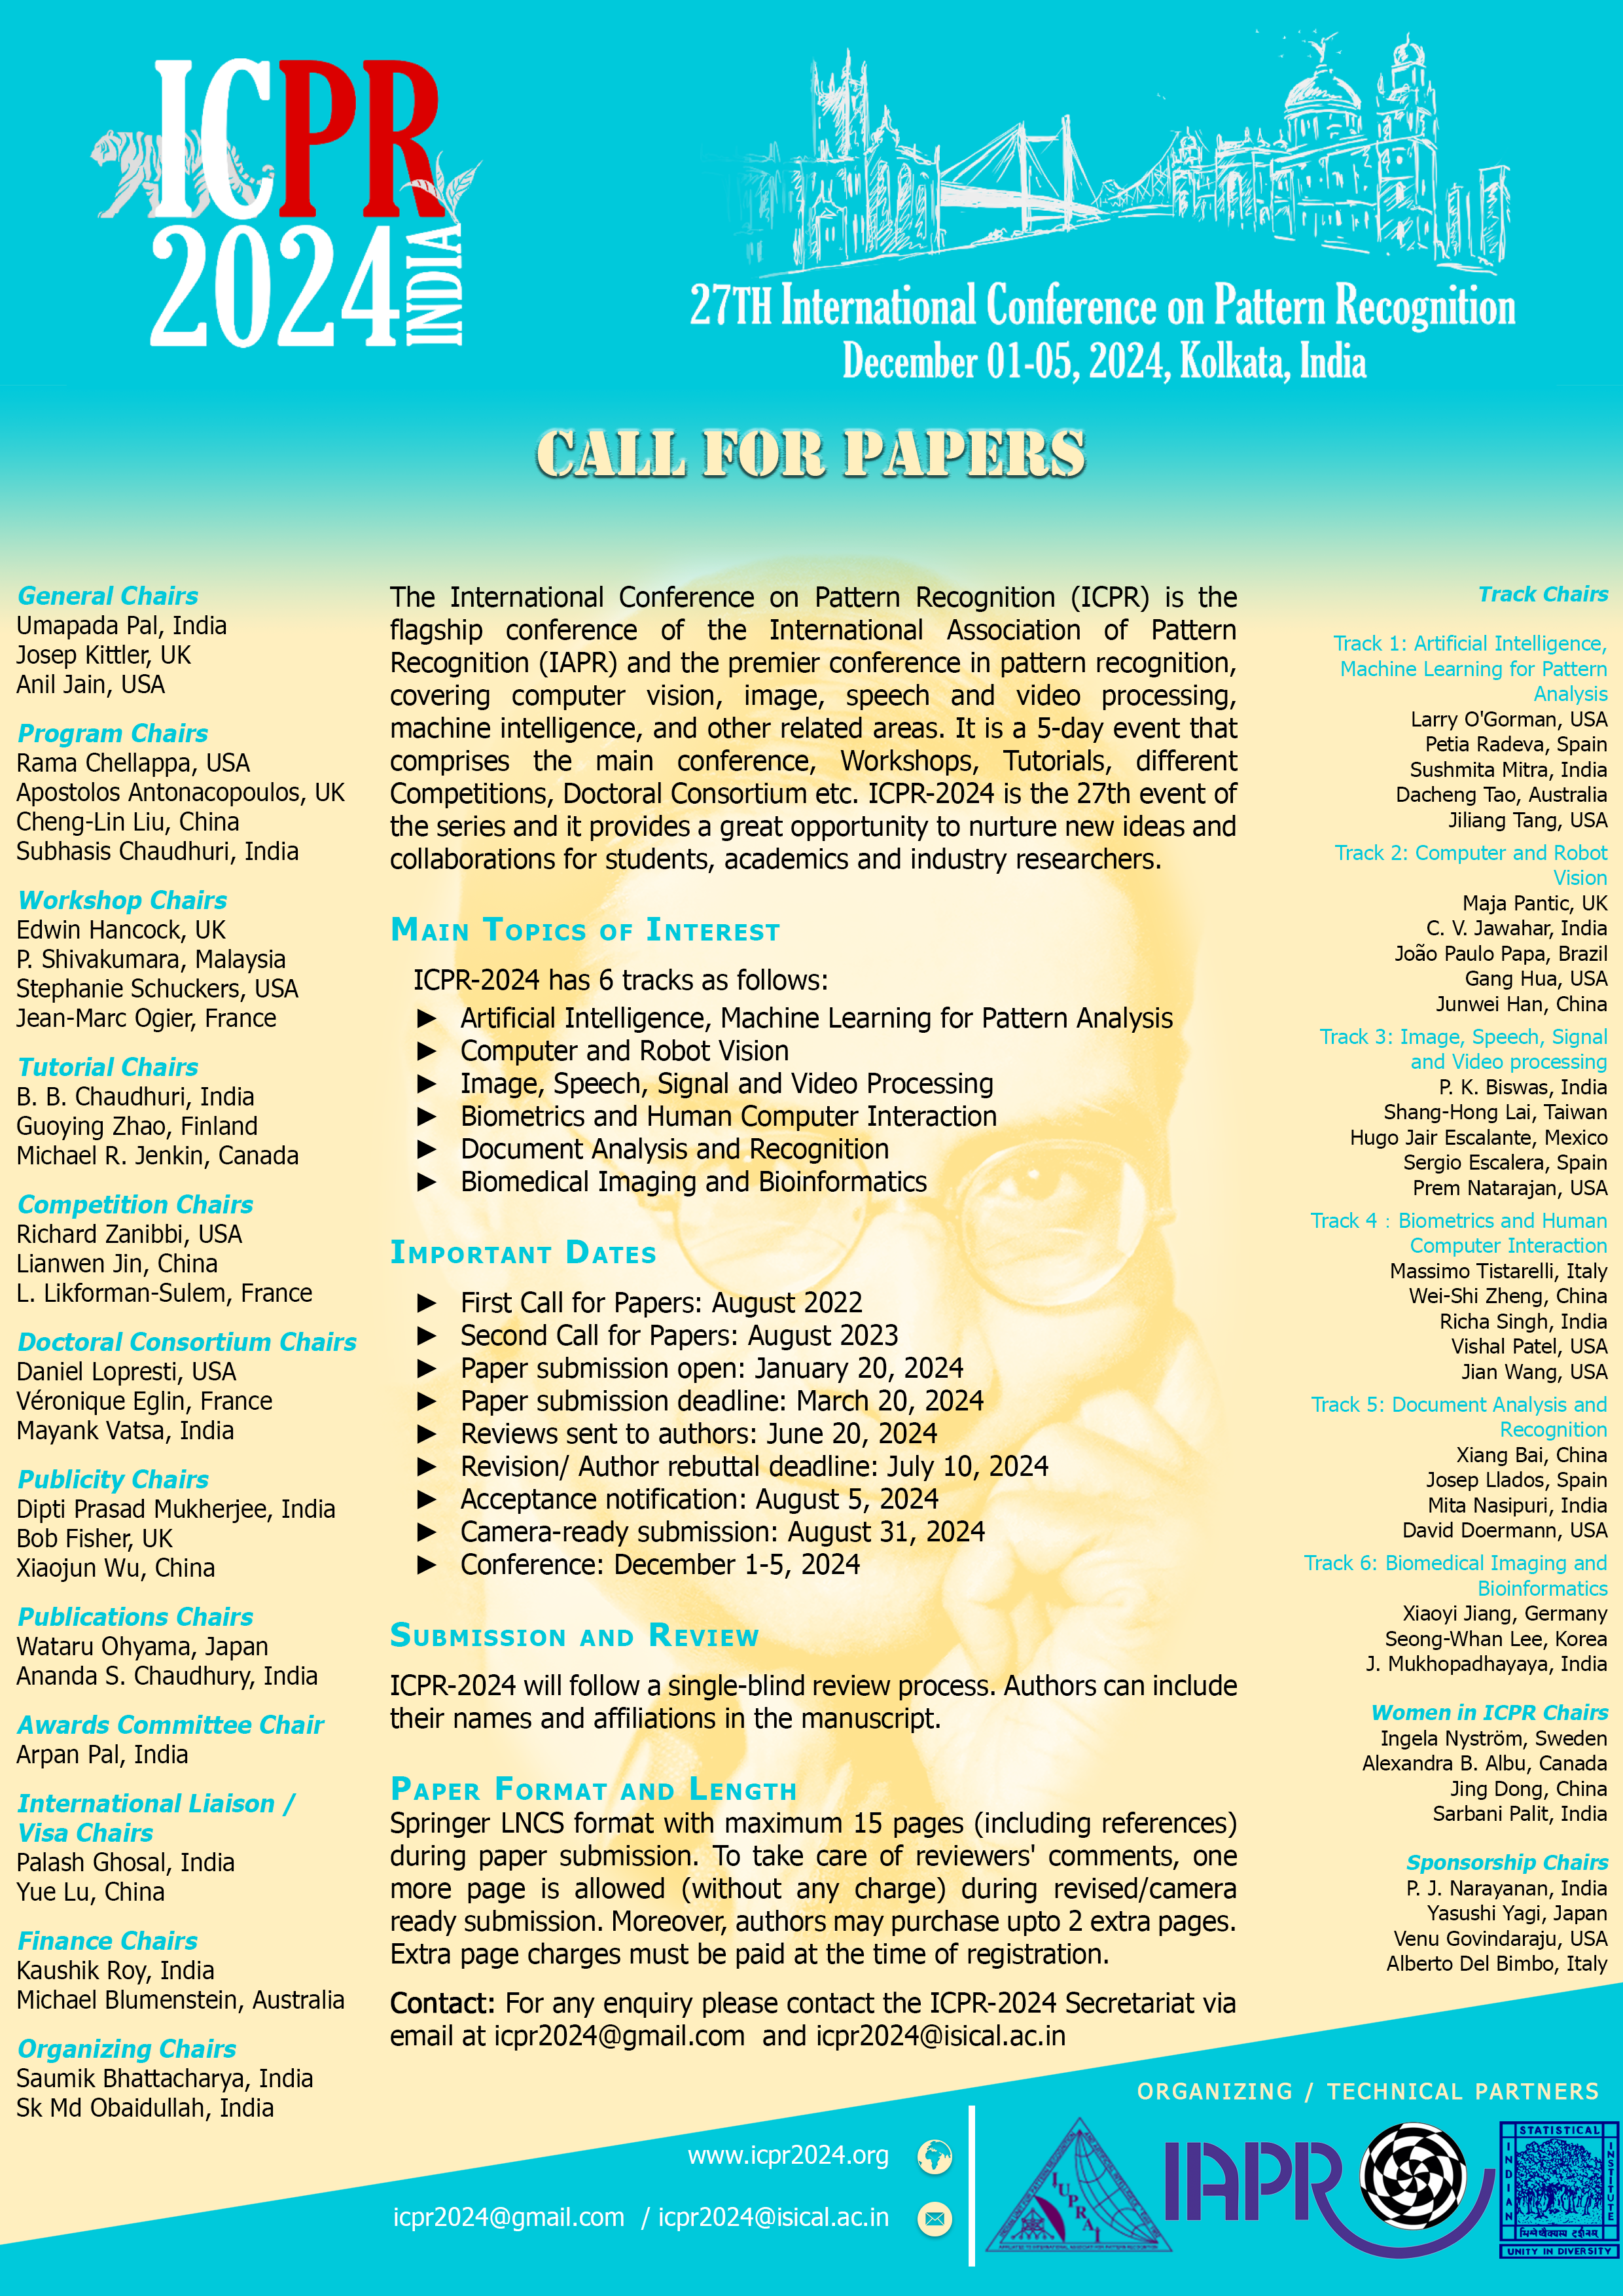 ICPR
2024
INDIA
27TH International Conference on Pattern Recognition
December 01-05, 2024, Kolkata, India
CALL FOR PAPERS
General Chairs
Umapada Pal, India
Josep Kittler, UK
Anil Jain, USA
Program Chairs
Rama Chellappa, USA
Apostolos Antonacopoulos, UK
Cheng-Lin Liu, China
Subhasis Chaudhuri, India
Workshop Chairs
Edwin Hancock, UK
P. Shivakumara, Malaysia
Stephanie Schuckers, USA
Jean-Marc Ogier, France
Tutorial Chairs
B. B. Chaudhuri, India
Guoying Zhao, Finland
Michael R. Jenkin, Canada
Competition Chairs
Richard Zanibbi, USA
Lianwen Jin, China
L. Likforman-Sulem, France
Doctoral Consortium Chairs
Daniel Lopresti, USA
Véronique Eglin, France
Mayank Vatsa, India
Publicity Chairs
Dipti Prasad Mukherjee, India
Bob Fisher, UK
Xiaojun Wu, China
Publications Chairs
Wataru Ohyama, Japan
Ananda S. Chaudhury, India
Awards Committee Chair
Arpan Pal, India
International Liaison /
Visa Chairs
Palash Ghosal, India
Yue Lu, China
Finance Chairs
Kaushik Roy, India
Michael Blumenstein, Australia
Organizing Chairs
Saumik Bhattacharya, India
Sk Md Obaidullah, India
The International Conference on Pattern Recognition (ICPR) is the
flagship conference of the International Association of Pattern
Recognition (IAPR) and the premier conference in pattern recognition,
covering computer vision, image, speech and video processing,
machine intelligence, and other related areas. It is a 5-day event that
comprises the main conference, Workshops, Tutorials, different
Competitions, Doctoral Consortium etc. ICPR-2024 is the 27th event of
the series and it provides a great opportunity to nurture new ideas and
collaborations for students, academics and industry researchers.
Main Topics of Interest
ICPR-2024 has 6 tracks as follows:
► Artificial Intelligence, Machine Learning for Pattern Analysis
► Computer and Robot Vision
► Image, Speech, Signal and Video Processing
► Biometrics and Human Computer Interaction
► Document Analysis and Recognition
► Biomedical Imaging and Bioinformatics
Important Dates
► First Call for Papers: August 2022
► Second Call for Papers: August 2023
► Paper submission open: January 20, 2024
► Paper submission deadline: March 20, 2024
► Reviews sent to authors: June 20, 2024
► Revision/ Author rebuttal deadline: July 10, 2024
► Acceptance notification: August 5, 2024
► Camera-ready submission: August 31, 2024
► Conference: December 1-5, 2024
Submission and Review
ICPR-2024 will follow a single-blind review process. Authors can include
their names and affiliations in the manuscript.
Paper Format and Length
Springer LNCS format with maximum 15 pages (including references)
during paper submission. To take care of reviewers' comments, one
more page is allowed (without any charge) during revised/camera
ready submission. Moreover, authors may purchase upto 2 extra pages.
Extra page charges must be paid at the time of registration.
Contact: For any enquiry please contact the ICPR-2024 Secretariat via
email at icpr2024@gmail.com and icpr2024@isical.ac.in
Track Chairs
Track 1: Artificial Intelligence,
Machine Learning for Pattern
Analysis
Larry O'Gorman, USA
Petia Radeva, Spain
Sushmita Mitra, India
Dacheng Tao, Australia
Jiliang Tang, USA
Track 2: Computer and Robot
Vision
Maja Pantic, UK
C. V. Jawahar, India
João Paulo Papa, Brazil
Gang Hua, USA
Junwei Han, China
Track 3: Image, Speech, Signal
and Video processing
P. K. Biswas, India
Shang-Hong Lai, Taiwan
Hugo Jair Escalante, Mexico
Sergio Escalera, Spain
Prem Natarajan, USA
Track 4 : Biometrics and Human
Computer Interaction
Massimo Tistarelli, Italy
Wei-Shi Zheng, China
Richa Singh, India
Vishal Patel, USA
Jian Wang, USA
Track 5: Document Analysis and
Recognition
Xiang Bai, China
Josep Llados, Spain
Mita Nasipuri, India
David Doermann, USA
Track 6: Biomedical Imaging and
Bioinformatics
Xiaoyi Jiang, Germany
Seong-Whan Lee, Korea
J. Mukhopadhayaya, India
Women in ICPR Chairs
Ingela Nyström, Sweden
Alexandra B. Albu, Canada
Jing Dong, China
Sarbani Palit, India
Sponsorship Chairs
P. J. Narayanan, India
Yasushi Yagi, Japan
Venu Govindaraju, USA
Alberto Del Bimbo, Italy
ORGANIZING / TECHNICAL PARTNERS
www.icpr2024.org
icpr2024@gmail.com / icpr2024@isical.ac.in
IUPRAI
IAPR
INDIAN
STATISTICAL
INSTITUTE
UNITY IN DIVERSITY